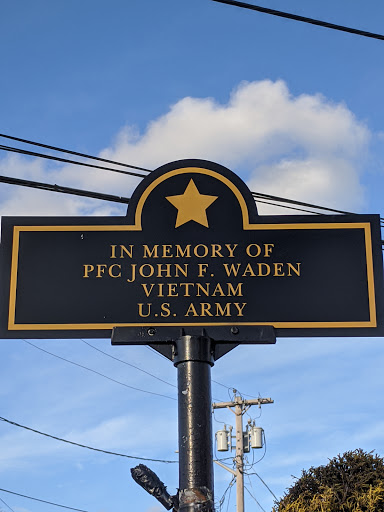 IN MEMORY OF
PFC JOHN F. WADEN
VIETNAM
U.S. ARMY